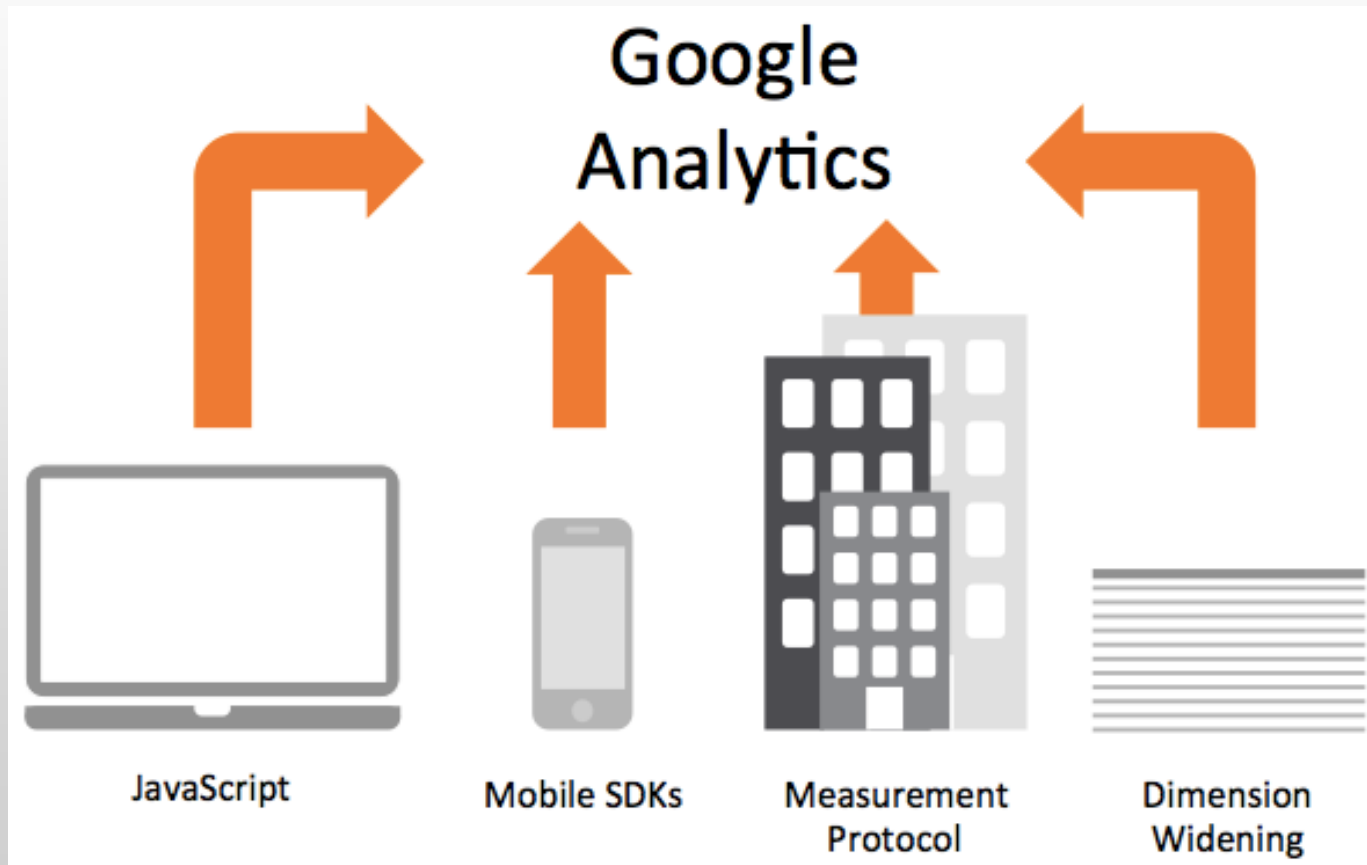 Google
Analytics
JavaScript
Mobile SDKs
Measurement
Protocol
Dimension
Widening